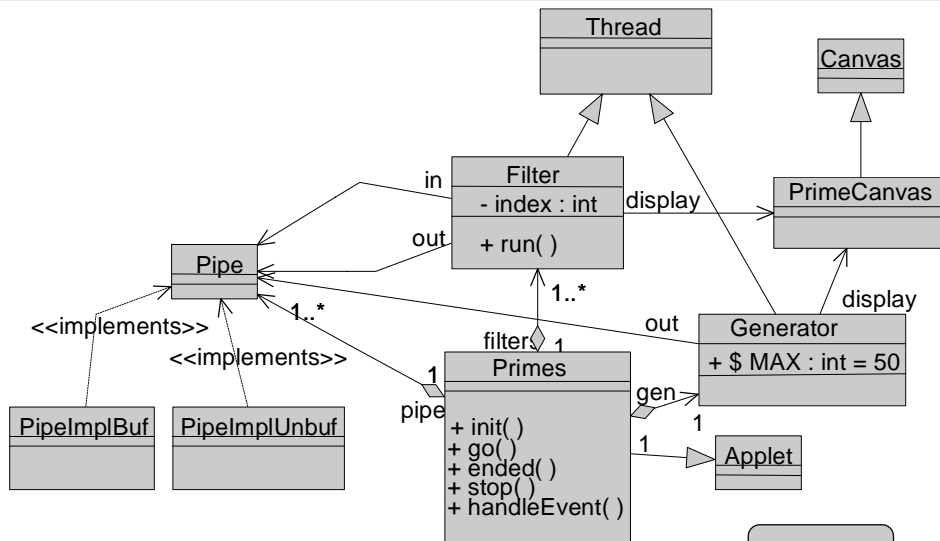 Thread
Canvas
Filter
- index : int
+ run( )
in
out
display
PrimeCanvas
Pipe
1..*
1..*
<<implements>>
<<implements>>
out
display
Generator
+ $ MAX : int = 50
filters
1
1
pipe
Primes
+ init()
+ go()
+ ended( )
+ stop()
+ handleEvent( )
gen
1
1
Applet
PipeImplBuf
PipeImplUnbuf